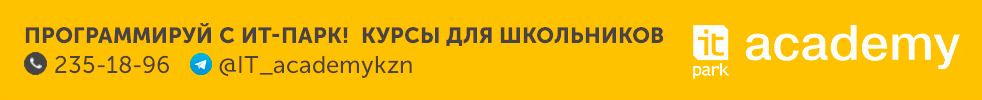 ПРОГРАММИРУЙ С ИТ-ПАРК! КУРСЫ ДЛЯ ШКОЛЬНИКОВ
235-18-96 @IT_academykzn
it park academy